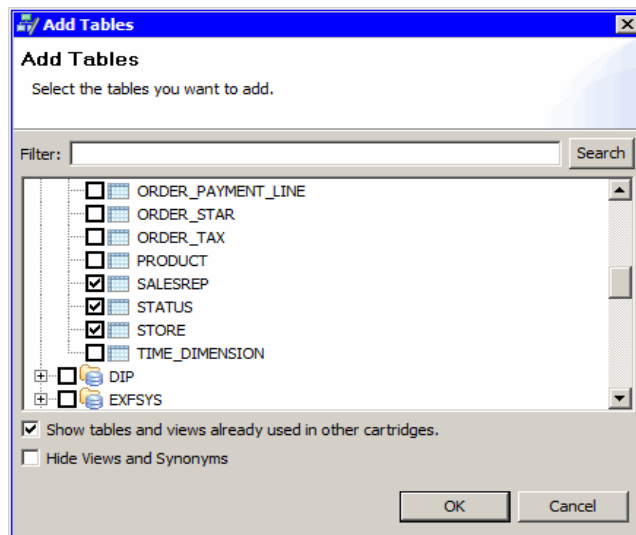 Add Tables
Add Tables
Select the tables you want to add.
Filter: Search
ORDER_PAYMENT_LINE
ORDER_STAR
ORDER_TAX
PRODUCT
SALESREP
STATUS
STORE
TIME_DIMENSION
DIP
EXFSYS
Show tables and views already used in other cartridges.
Hide Views and Synonyms
OK Cancel